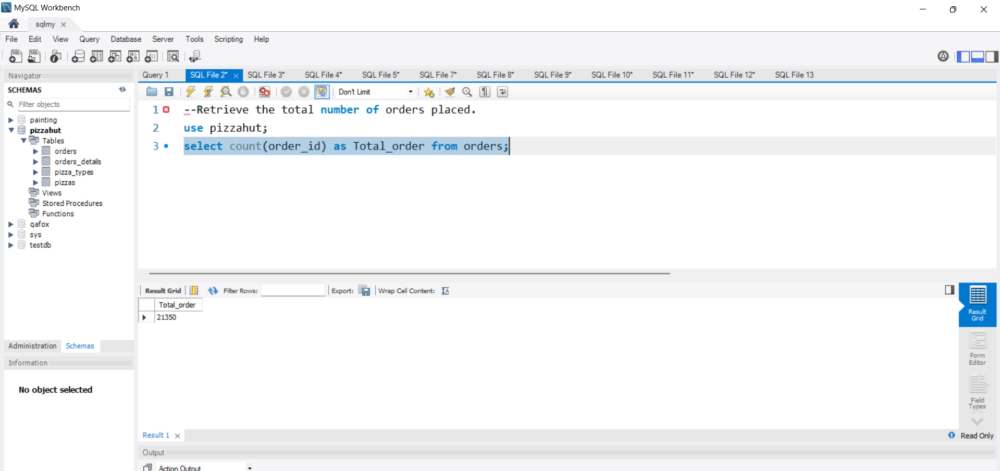 MySQL Workbench
sqlmy
File Edit View Query Database Server Tools Scripting Help
Navigator
SCHEMAS
Filter objects
painting
pizzahut
Tables
orders
orders_details
pizza_types
pizzas
Views
Stored Procedures
Functions
qafox
sys
testdb
Administration Schemas
Information
No object selected
Query 1 SQL File 2* SQL File 3* SQL File 4* SQL File 5* SQL File 7* SQL File 8* SQL File 9* SQL File 10* SQL File 11* SQL File 12* SQL File 13
Don't Limit
1 --Retrieve the total number of orders placed.
2 use pizzahut;
3 select count(order_id) as Total_order from orders;
Result Grid Filter Rows: Export: Wrap Cell Content:
Total_order
21350
Result
Grid
Form
Editor
Field
Types
Result 1
Read Only
Output
Action Output